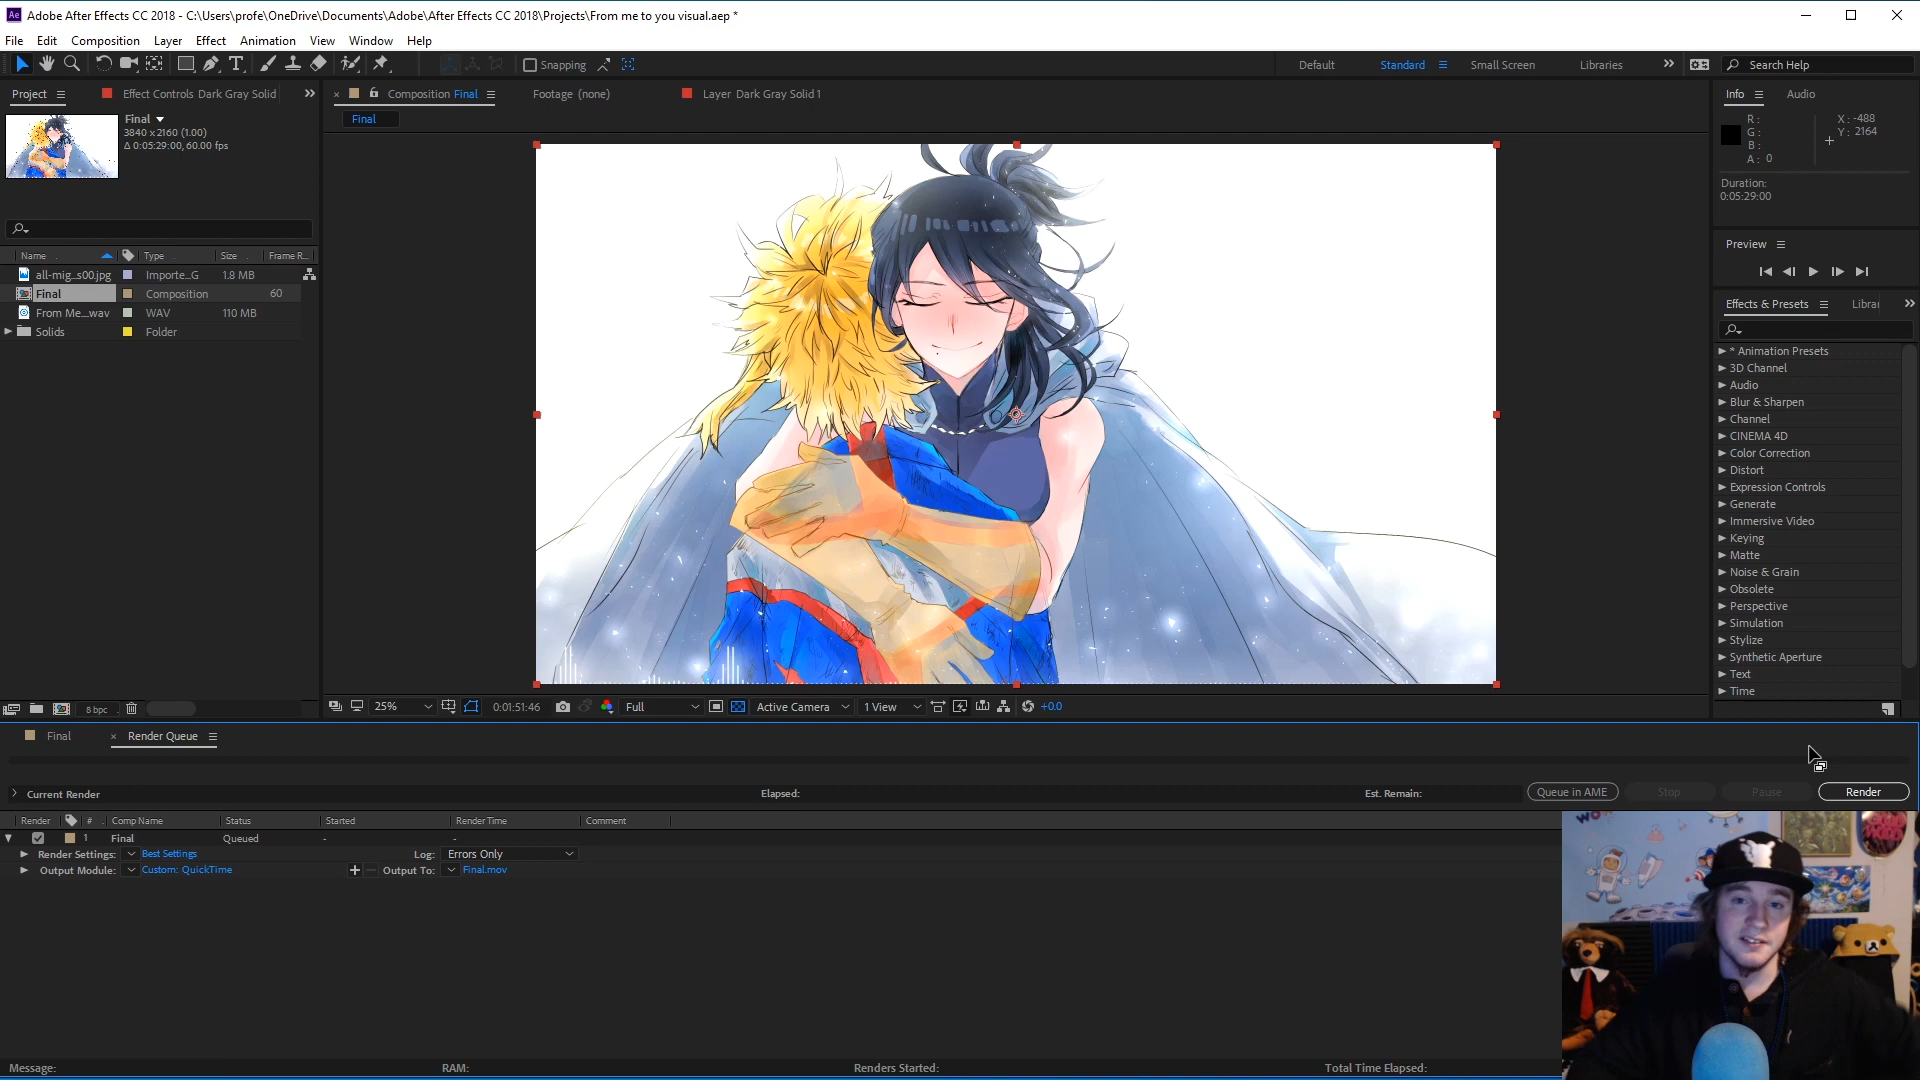 Adobe After Effects CC 2018 - C:\Users\profe\OneDrive\Documents\Adobe\After Effects CC 2018\Projects\From me to you visual.aep *
File Edit Composition Layer Effect Animation View Window Help
Snapping Default Standard Small Screen Libraries Search Help
Project Effect Controls Dark Gray Solid Composition Final Footage (none) Layer Dark Gray Solid 1 Info Audio
Final
3840 x 2160 (1.00)
Δ 0:05:29:00, 60.00 fps
Final
R :
G :
B :
A : 0
X : -488
Y : 2164
Duration:
0:05:29:00
Preview
Name Type Size Frame R...
all-mig...s00.jpg Importe...G 1.8 MB
Final Composition 60
From Me....wav WAV 110 MB
Solids Folder
8 bpc
Effects & Presets Librar
* Animation Presets
3D Channel
Audio
Blur & Sharpen
Channel
CINEMA 4D
Color Correction
Distort
Expression Controls
Generate
Immersive Video
Keying
Matte
Noise & Grain
Obsolete
Perspective
Simulation
Stylize
Synthetic Aperture
Text
Time
25% 0:01:51:46 Full Active Camera 1 View +0.0
Final Render Queue
Current Render Elapsed: Est. Remain: Queue in AME Stop Pause Render
Render # Comp Name Status Started Render Time Comment
1 Final Queued - -
Render Settings: Best Settings Log: Errors Only
Output Module: Custom: QuickTime Output To: Final.mov
Message: RAM: Renders Started: Total Time Elapsed: